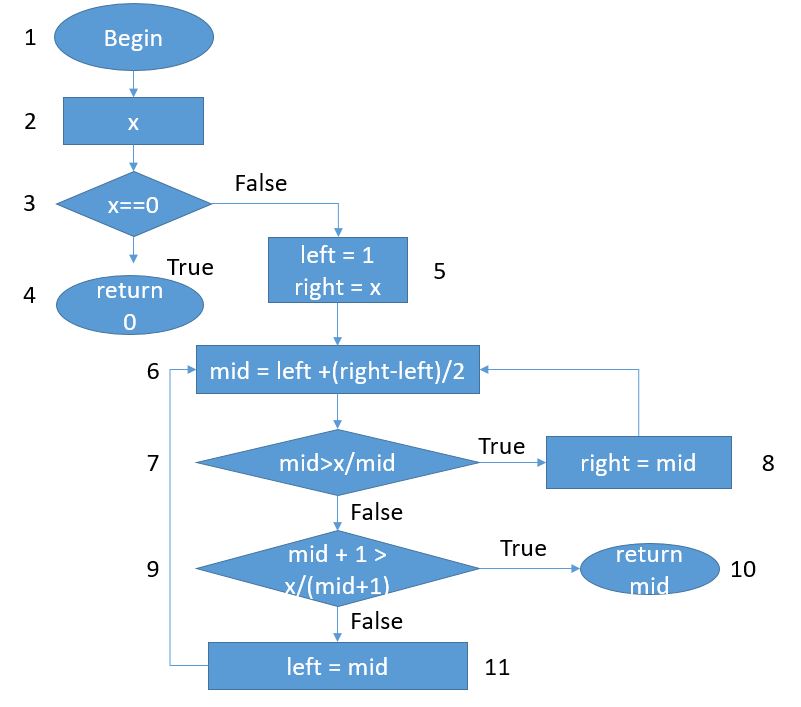 1
Begin
2
x
3
x==0
False
True
4
return
0
left = 1
right = x
5
6
mid = left +(right-left)/2
7
mid>x/mid
True
right = mid
8
False
9
mid + 1 >
x/(mid+1)
True
return
mid
10
False
left = mid
11